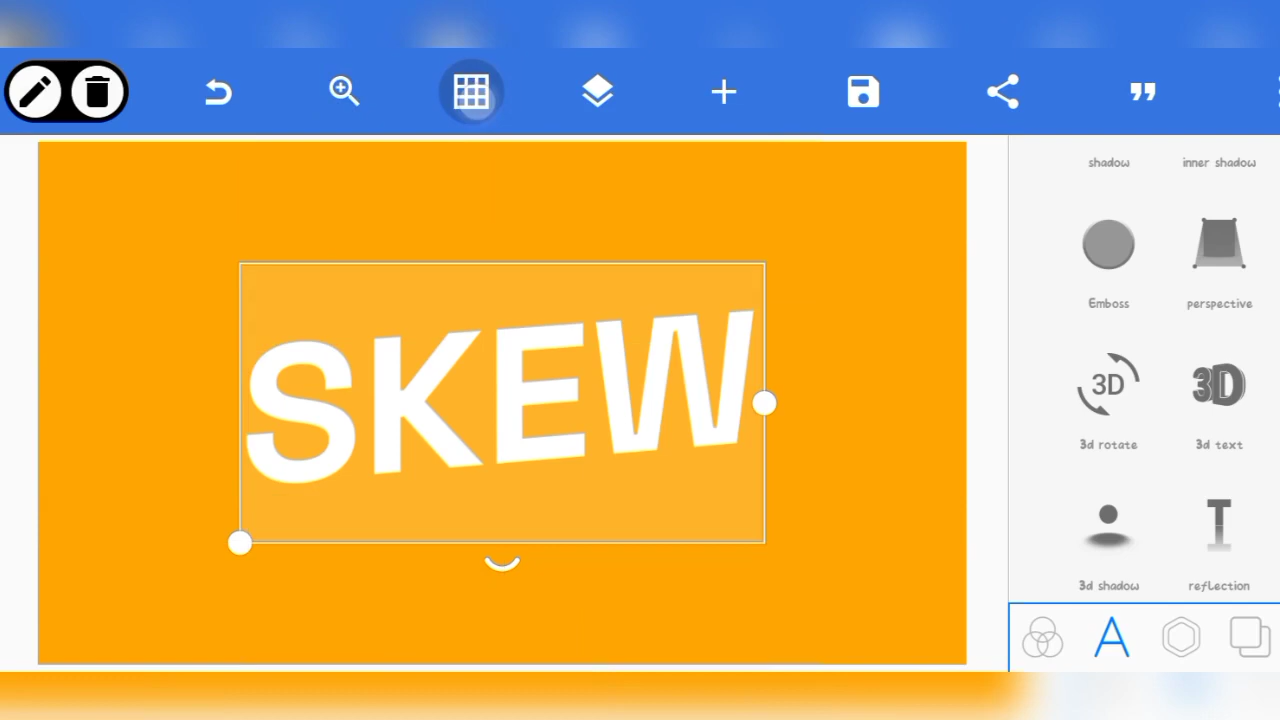 shadow inner shadow
SKEW
Emboss perspective
3D 3D
3d rotate 3d text
T
3d shadow reflection
A